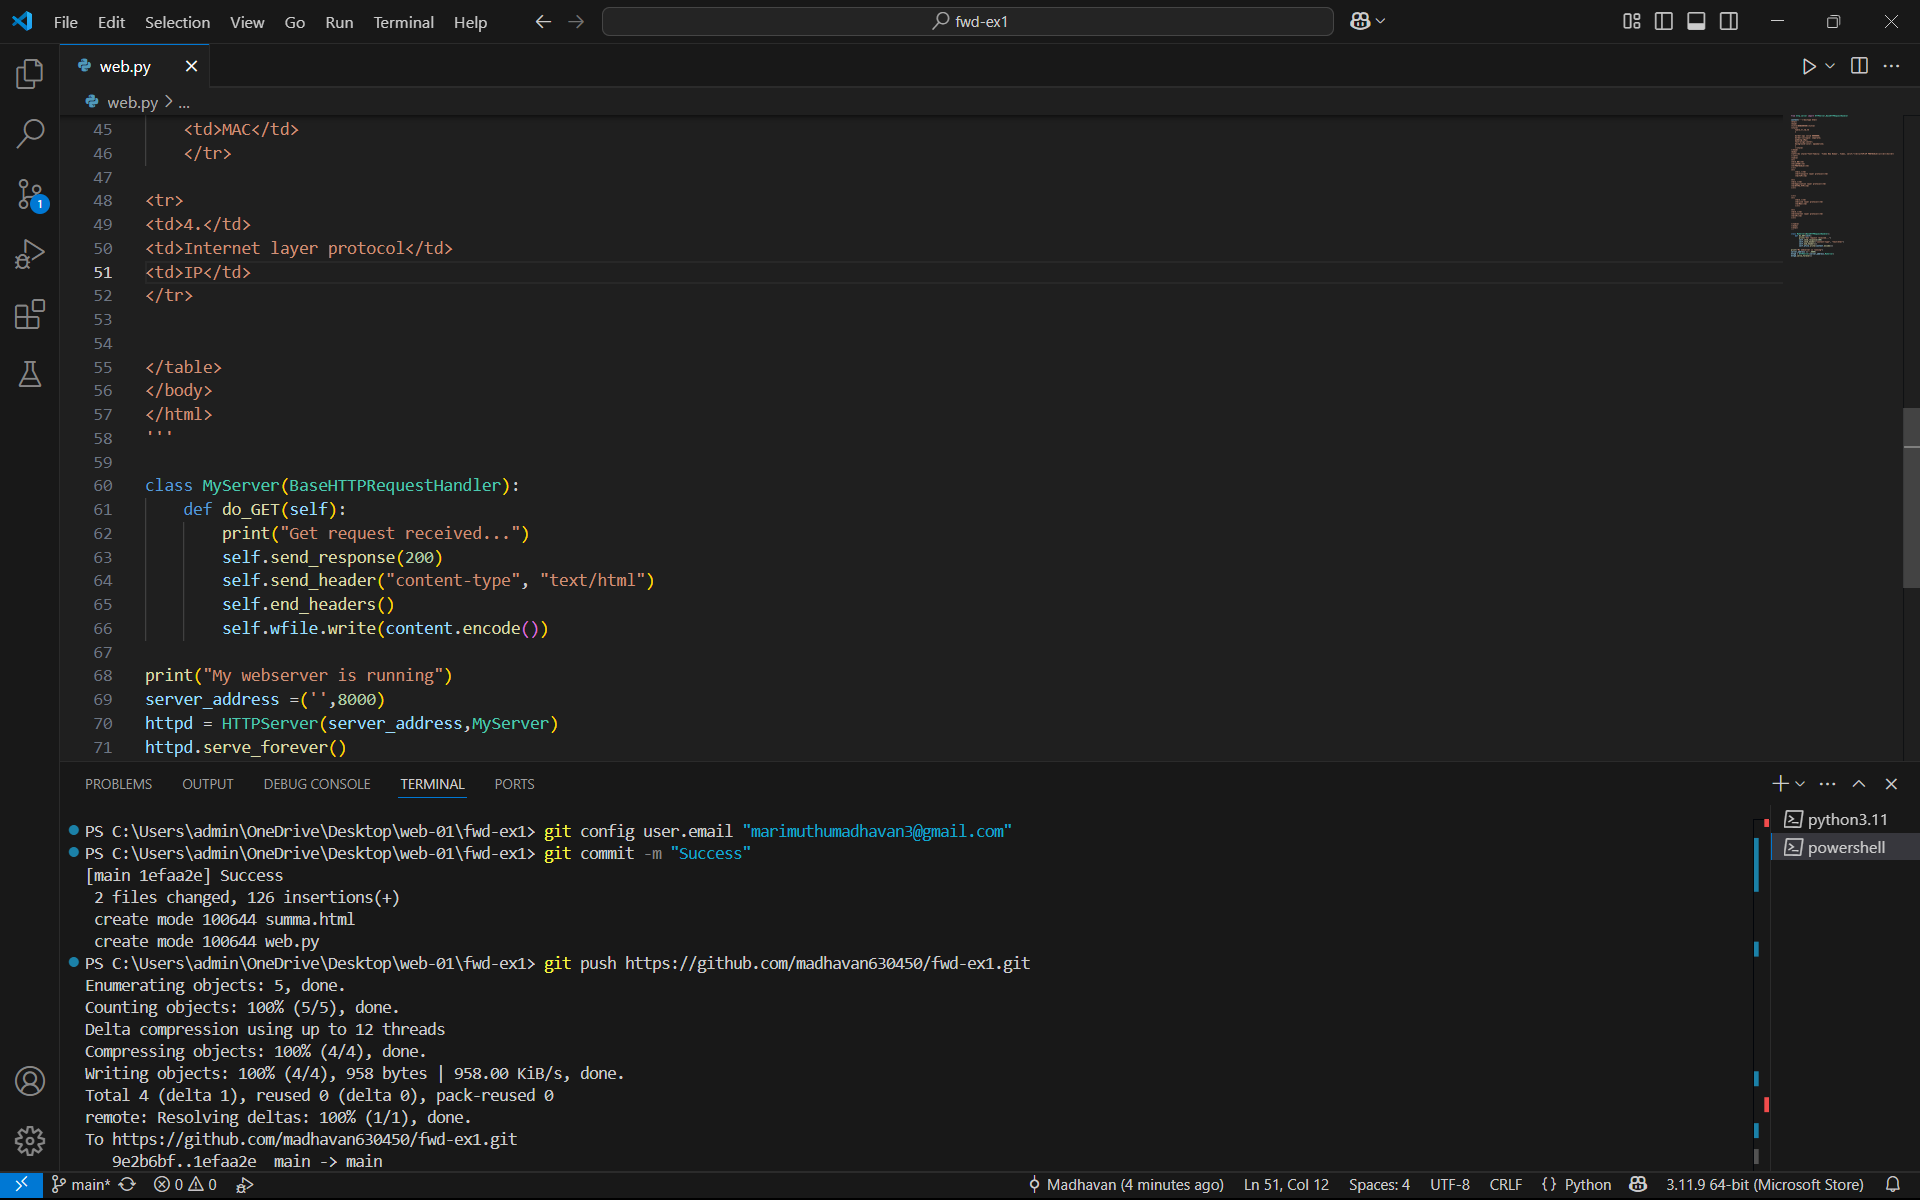 File Edit Selection View Go Run Terminal Help
fwd-ex1
web.py
web.py > ...
45 <td>MAC</td>
46 </tr>
47
48 <tr>
49 <td>4.</td>
50 <td>Internet layer protocol</td>
51 <td>IP</td>
52 </tr>
53
54
55 </table>
56 </body>
57 </html>
58 '''
59
60 class MyServer(BaseHTTPRequestHandler):
61 def do_GET(self):
62 print("Get request received...")
63 self.send_response(200)
64 self.send_header("content-type", "text/html")
65 self.end_headers()
66 self.wfile.write(content.encode())
67
68 print("My webserver is running")
69 server_address =('',8000)
70 httpd = HTTPServer(server_address,MyServer)
71 httpd.serve_forever()
1
PROBLEMS OUTPUT DEBUG CONSOLE TERMINAL PORTS
PS C:\Users\admin\OneDrive\Desktop\web-01\fwd-ex1> git config user.email "marimuthumadhavan3@gmail.com"
PS C:\Users\admin\OneDrive\Desktop\web-01\fwd-ex1> git commit -m "Success"
[main 1efaa2e] Success
2 files changed, 126 insertions(+)
create mode 100644 summa.html
create mode 100644 web.py
PS C:\Users\admin\OneDrive\Desktop\web-01\fwd-ex1> git push https://github.com/madhavan630450/fwd-ex1.git
Enumerating objects: 5, done.
Counting objects: 100% (5/5), done.
Delta compression using up to 12 threads
Compressing objects: 100% (4/4), done.
Writing objects: 100% (4/4), 958 bytes | 958.00 KiB/s, done.
Total 4 (delta 1), reused 0 (delta 0), pack-reused 0
remote: Resolving deltas: 100% (1/1), done.
To https://github.com/madhavan630450/fwd-ex1.git
9e2b6bf..1efaa2e main -> main
python3.11
powershell
main* 0 0 Madhavan (4 minutes ago) Ln 51, Col 12 Spaces: 4 UTF-8 CRLF {} Python 3.11.9 64-bit (Microsoft Store)